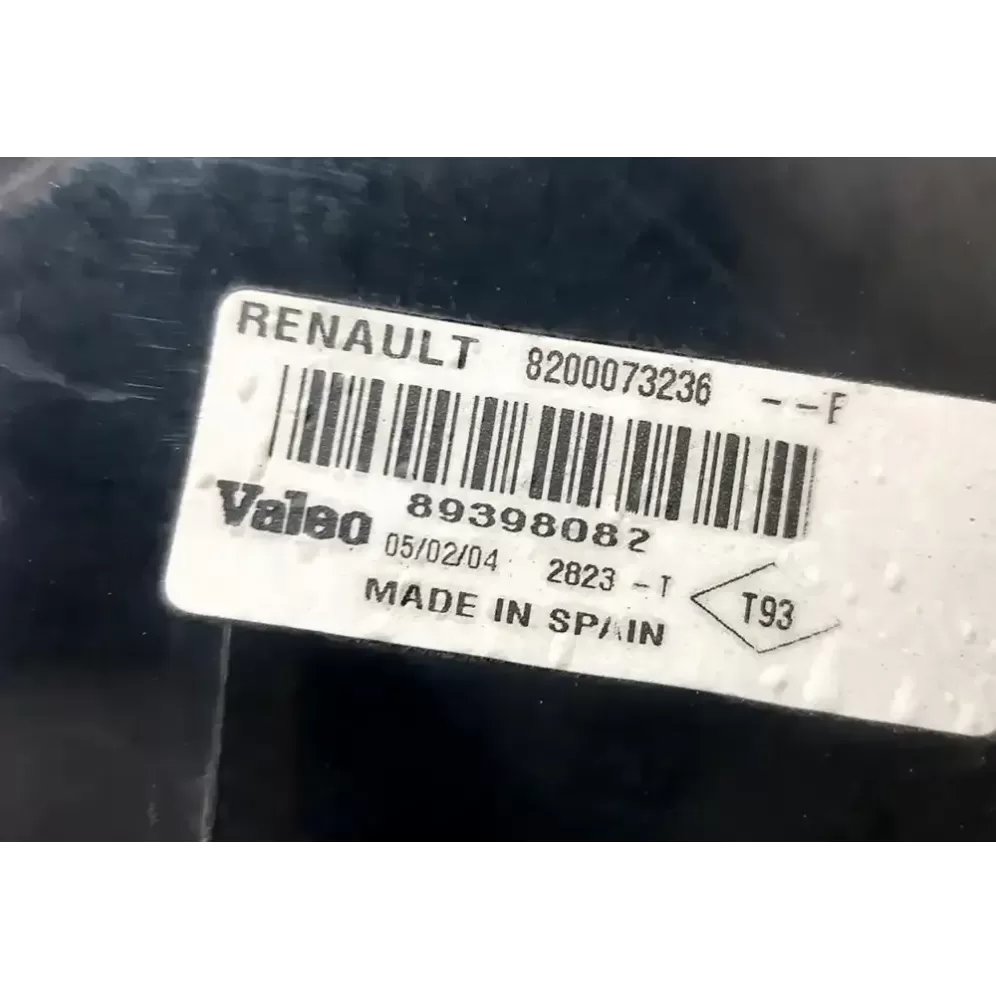 RENAULT 8200073236 --E
Valeo 89398082
05/02/04 2823 -T
MADE IN SPAIN
T93